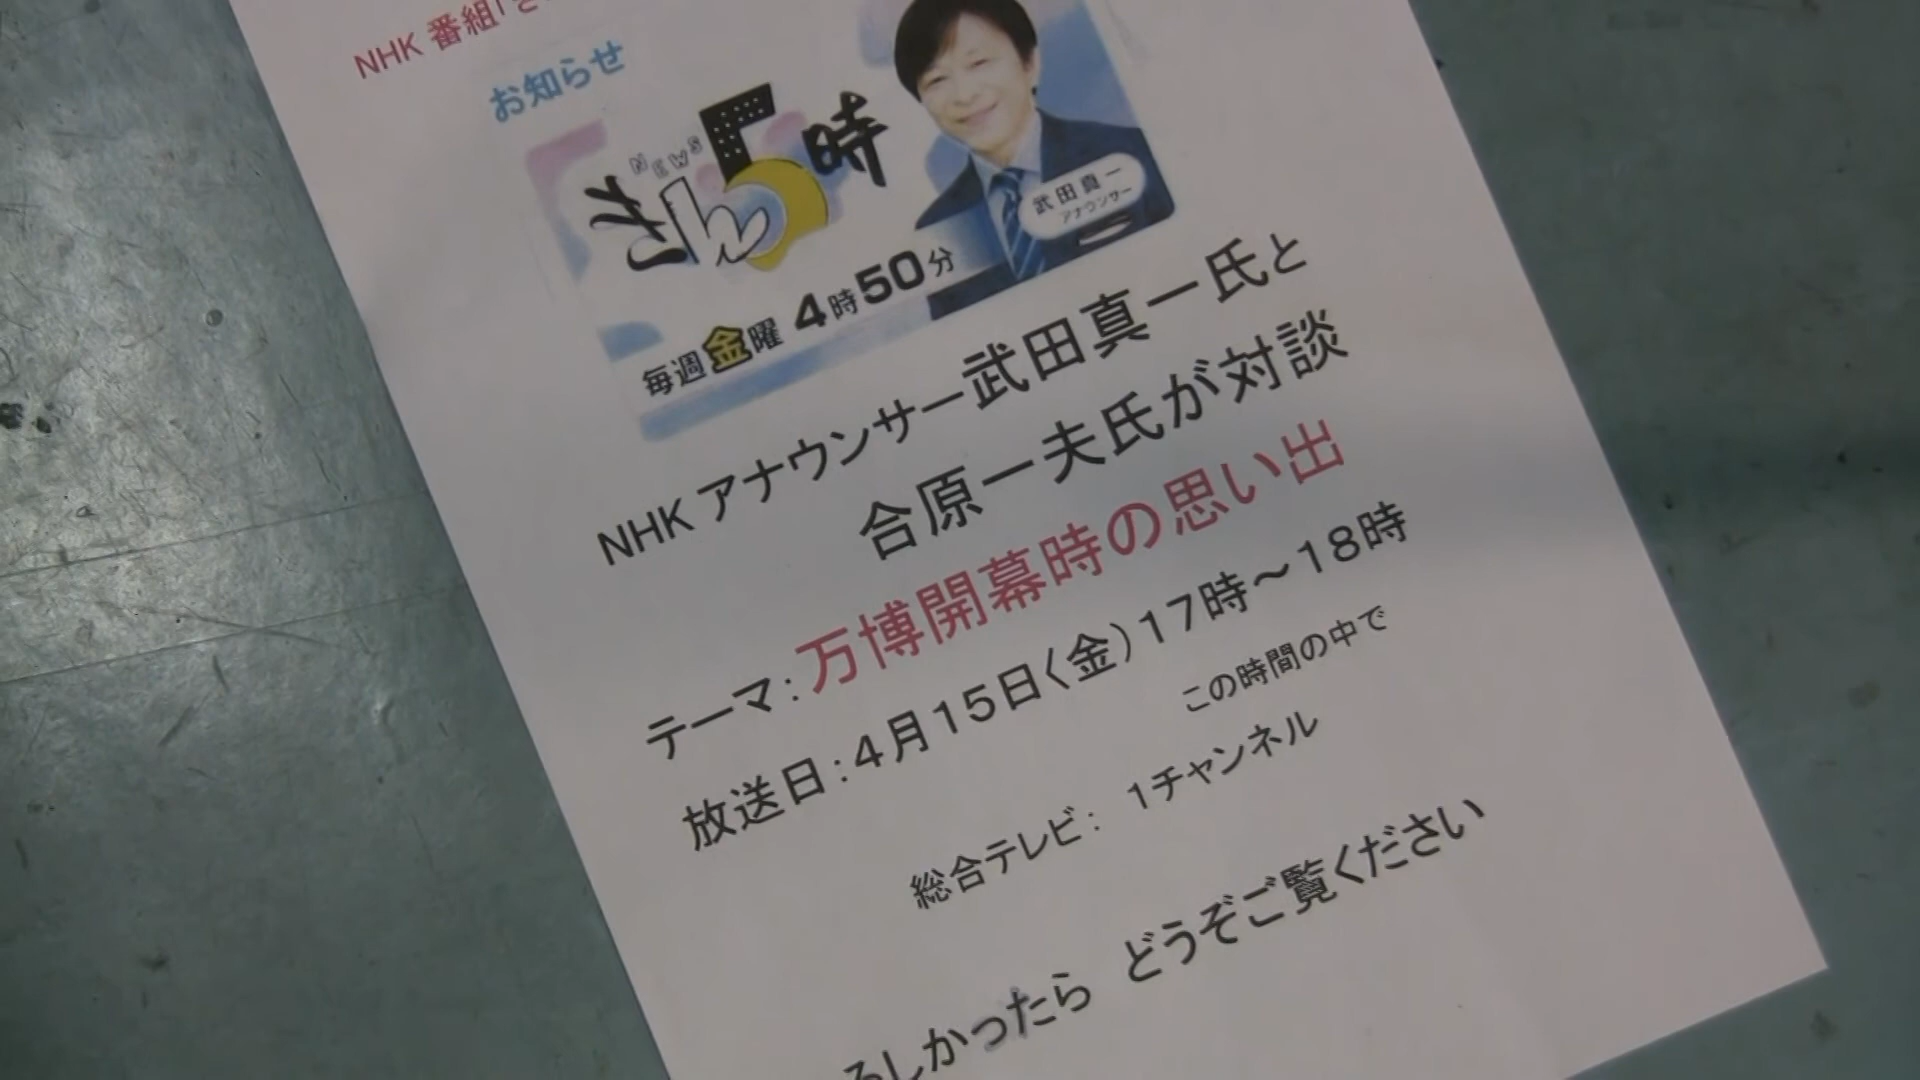 NHK 番組「き
お知らせ
NEWS
きん5時
武田真一
アナウンサー
毎週金曜 4時50分
NHK アナウンサー武田真一氏と
合原一夫氏が対談
テーマ:万博開幕時の思い出
放送日:4月15日(金)17時～18時
この時間の中で
総合テレビ: 1チャンネル
ろしかったら どうぞご覧ください